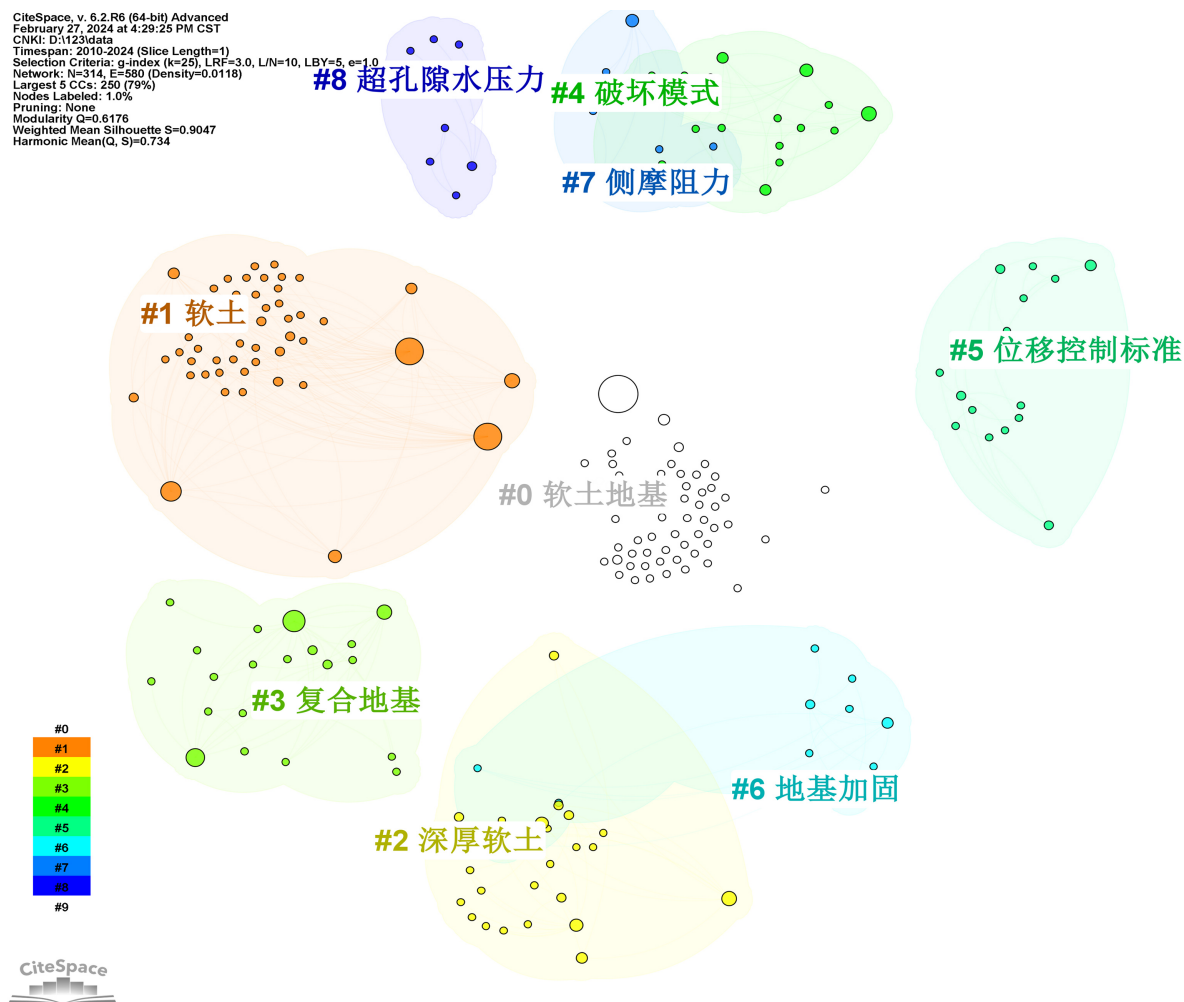 CiteSpace, v. 6.2.R6 (64-bit) Advanced
February 27, 2024 at 4:29:25 PM CST
CNKI: D:\123\data
Timespan: 2010-2024 (Slice Length=1)
Selection Criteria: g-index (k=25), LRF=3.0, L/N=10, LBY=5, e=1.0
Network: N=314, E=580 (Density=0.0118)
Largest 5 CCs: 250 (79%)
Nodes Labeled: 1.0%
Pruning: None
Modularity Q=0.6176
Weighted Mean Silhouette S=0.9047
Harmonic Mean(Q, S)=0.734
#8 超孔隙水压力
#4 破坏模式
#7 侧摩阻力
#1 软土
#5 位移控制标准
#0 软土地基
#3 复合地基
#6 地基加固
#2 深厚软土
#0
#1
#2
#3
#4
#5
#6
#7
#8
#9
CiteSpace